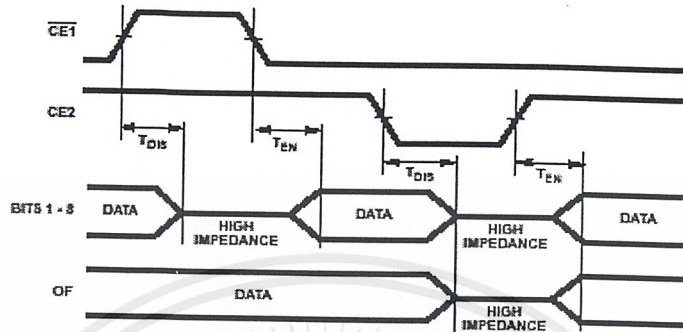 CE1
CE2
TDIS
TEN
TDIS
TEN
BITS 1 - 8
DATA
HIGH
IMPEDANCE
DATA
HIGH
IMPEDANCE
DATA
OF
DATA
HIGH
IMPEDANCE